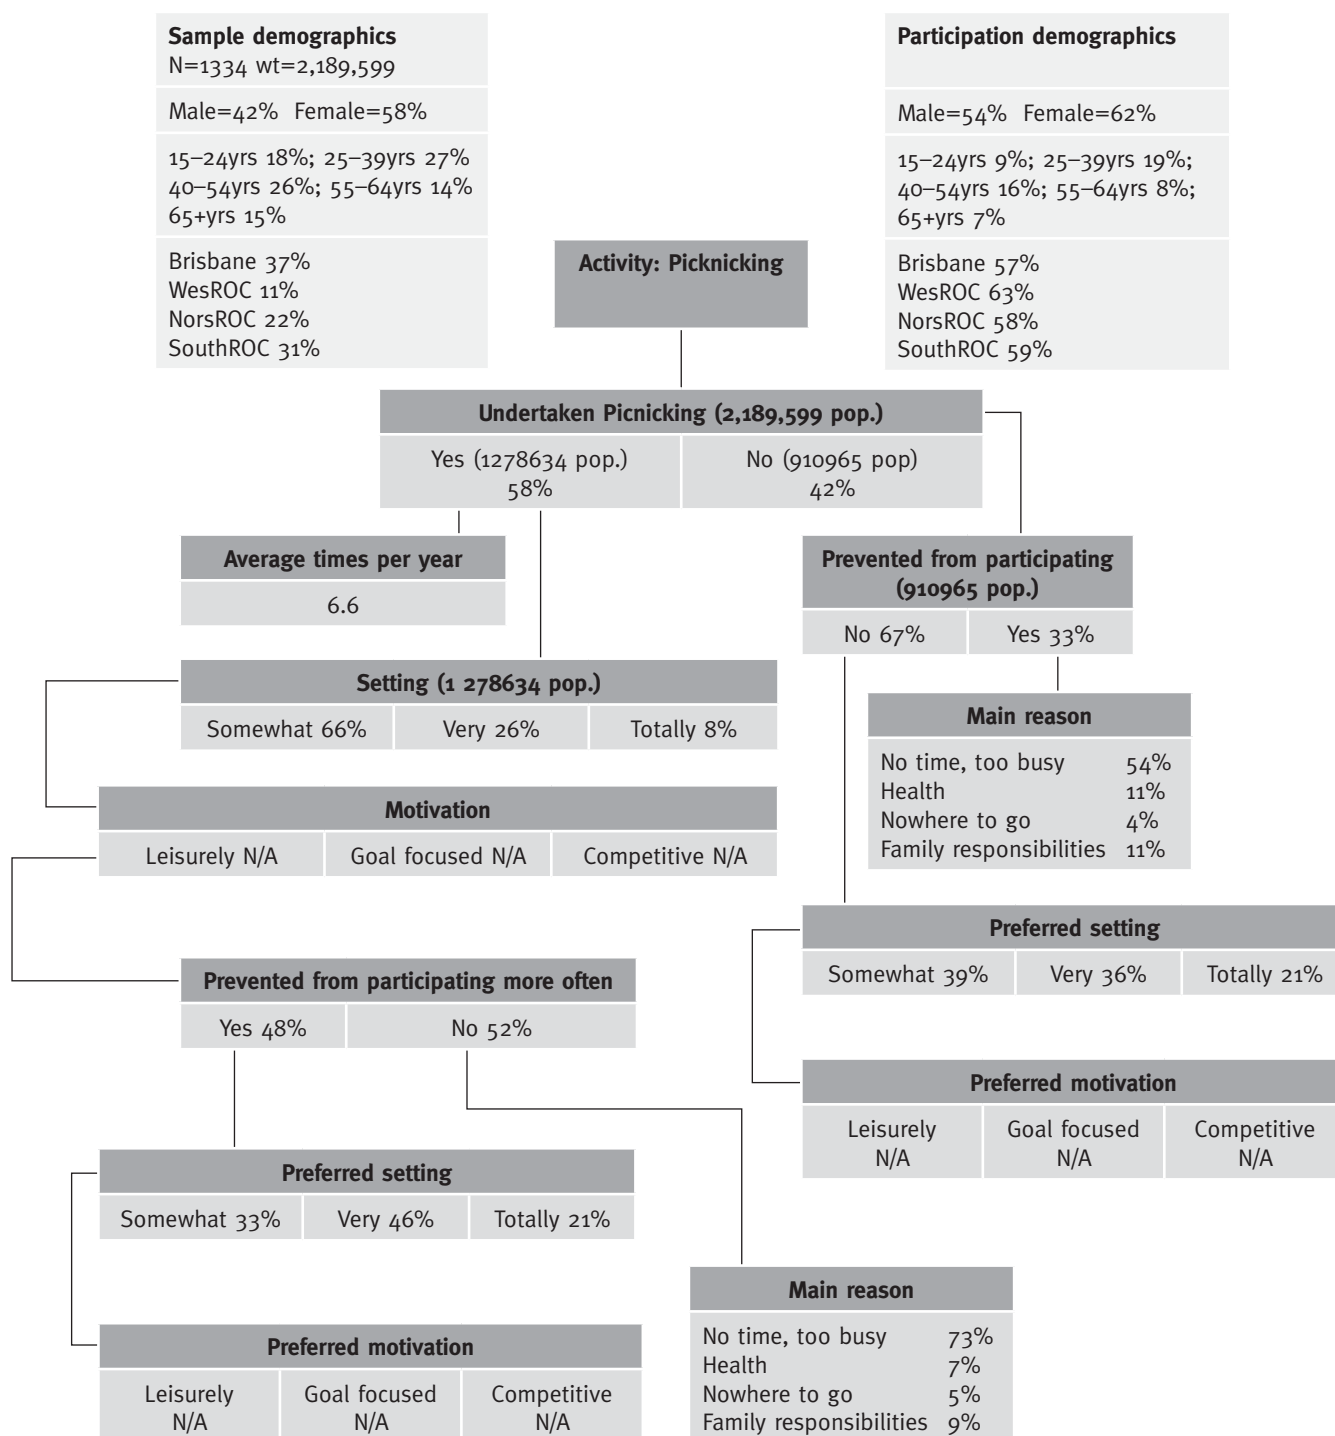 Sample demographics
N=1334 wt=2,189,599
Male=42% Female=58%
15–24yrs 18%; 25–39yrs 27%
40–54yrs 26%; 55–64yrs 14%
65+yrs 15%
Brisbane 37%
WesROC 11%
NorsROC 22%
SouthROC 31%
Participation demographics
Male=54% Female=62%
15–24yrs 9%; 25–39yrs 19%;
40–54yrs 16%; 55–64yrs 8%;
65+yrs 7%
Brisbane 57%
WesROC 63%
NorsROC 58%
SouthROC 59%
Activity: Picknicking
Undertaken Picnicking (2,189,599 pop.)
Yes (1278634 pop.)
58%
No (910965 pop)
42%
Average times per year
6.6
Prevented from participating
(910965 pop.)
No 67%
Yes 33%
Setting (1 278634 pop.)
Somewhat 66%
Very 26%
Totally 8%
Main reason
No time, too busy 54%
Health 11%
Nowhere to go 4%
Family responsibilities 11%
Motivation
Leisurely N/A
Goal focused N/A
Competitive N/A
Preferred setting
Somewhat 39%
Very 36%
Totally 21%
Prevented from participating more often
Yes 48%
No 52%
Preferred motivation
Leisurely
N/A
Goal focused
N/A
Competitive
N/A
Preferred setting
Somewhat 33%
Very 46%
Totally 21%
Main reason
No time, too busy 73%
Health 7%
Nowhere to go 5%
Family responsibilities 9%
Preferred motivation
Leisurely
N/A
Goal focused
N/A
Competitive
N/A